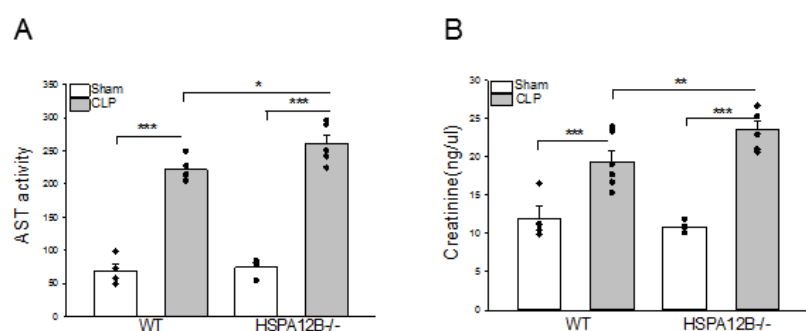 A
AST activity
350
300
250
200
150
100
50
0
Sham
CLP
***
*
***
WT
HSPA12B-/-
B
Creatinine(ng/ul)
30
25
20
15
10
5
0
Sham
CLP
***
**
***
WT
HSPA12B-/-